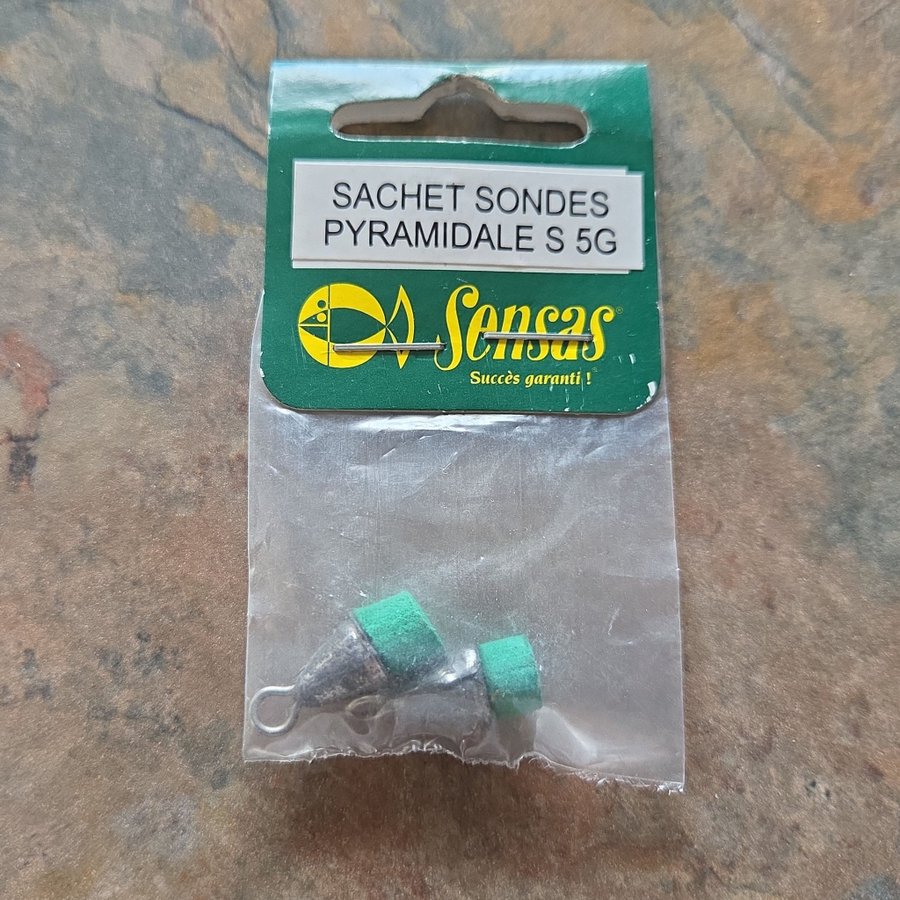 SACHET SONDES
PYRAMIDALE S 5G
Sensas®
Succès garanti !